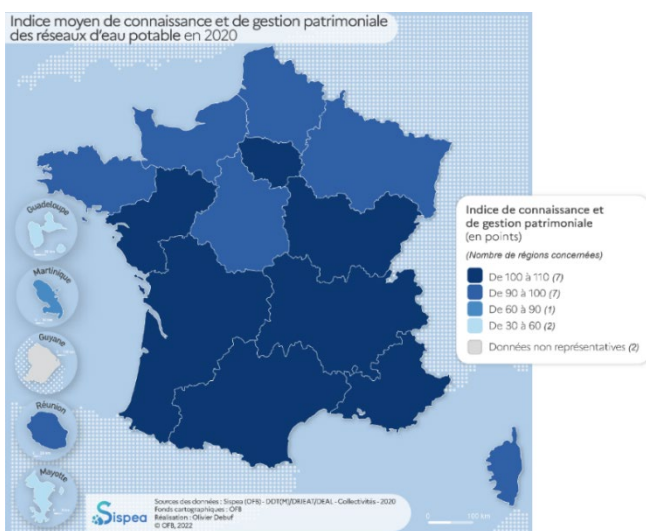 Indice moyen de connaissance et de gestion patrimoniale
des réseaux d'eau potable en 2020
Guadeloupe
Martinique
Guyane
Réunion
Mayotte
Indice de connaissance et
de gestion patrimoniale
(en points)
(Nombre de régions concernées)
De 100 à 110 (7)
De 90 à 100 (7)
De 60 à 90 (1)
De 30 à 60 (2)
Données non représentatives (2)
Sispea
Sources des données : Sispea (OFB) - DDT(M)/DRIEAT/DEAL - Collectivités - 2020
Fonds cartographiques : OFB
Réalisation : Olivier Debuf
© OFB, 2022
100 km